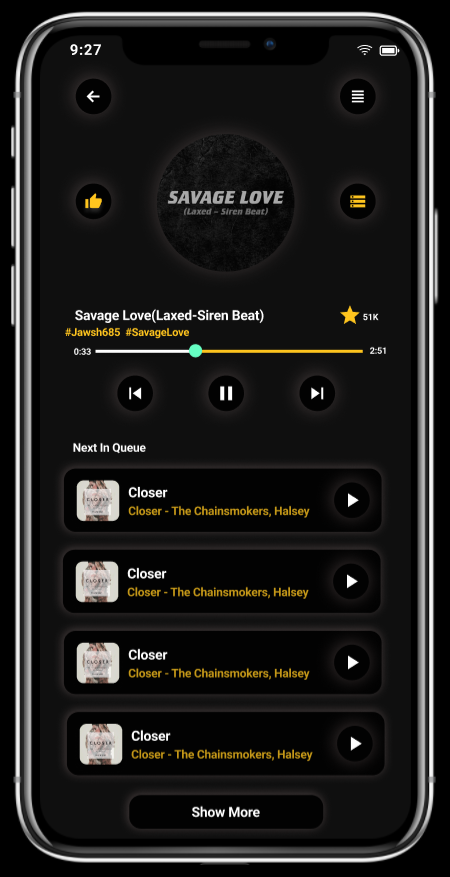 9:27
SAVAGE LOVE
(Laxed - Siren Beat)
Savage Love(Laxed-Siren Beat)
51K
#Jawsh685 #SavageLove
0:33
2:51
Next In Queue
CLOSER
Closer
Closer - The Chainsmokers, Halsey
CLOSER
Closer
Closer - The Chainsmokers, Halsey
CLOSER
Closer
Closer - The Chainsmokers, Halsey
CLOSER
Closer
Closer - The Chainsmokers, Halsey
Show More